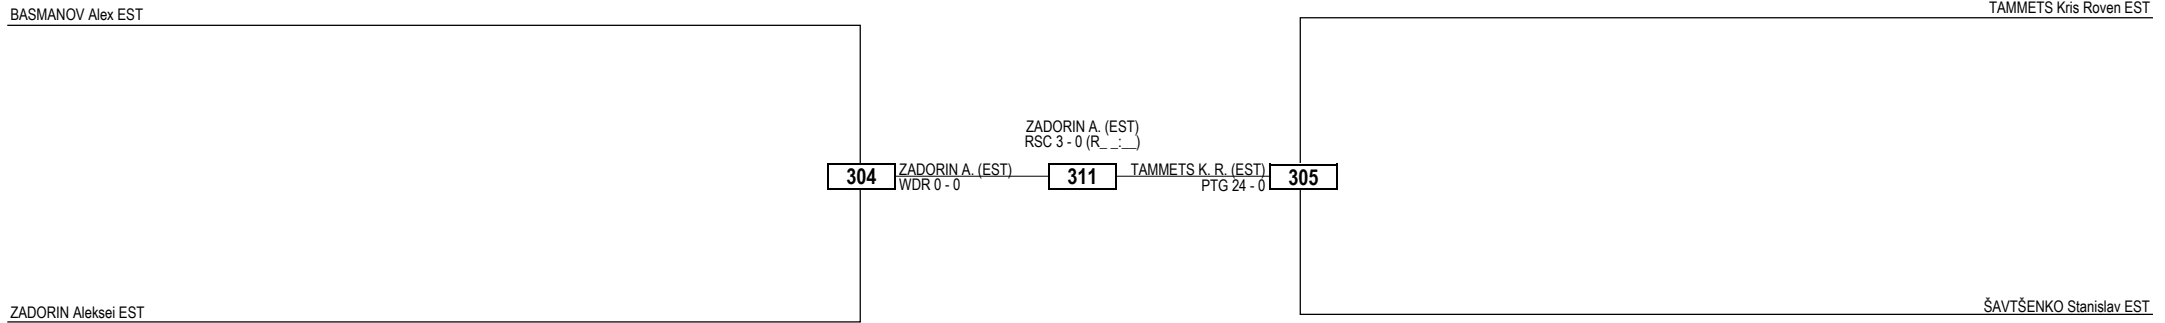 BASMANOV Alex EST
TAMMETS Kris Roven EST
ZADORIN A. (EST)
RSC 3 - 0 (R_ _:__)
304
ZADORIN A. (EST)
WDR 0 - 0
311
TAMMETS K. R. (EST)
PTG 24 - 0
305
ZADORIN Aleksei EST
ŠAVTŠENKO Stanislav EST